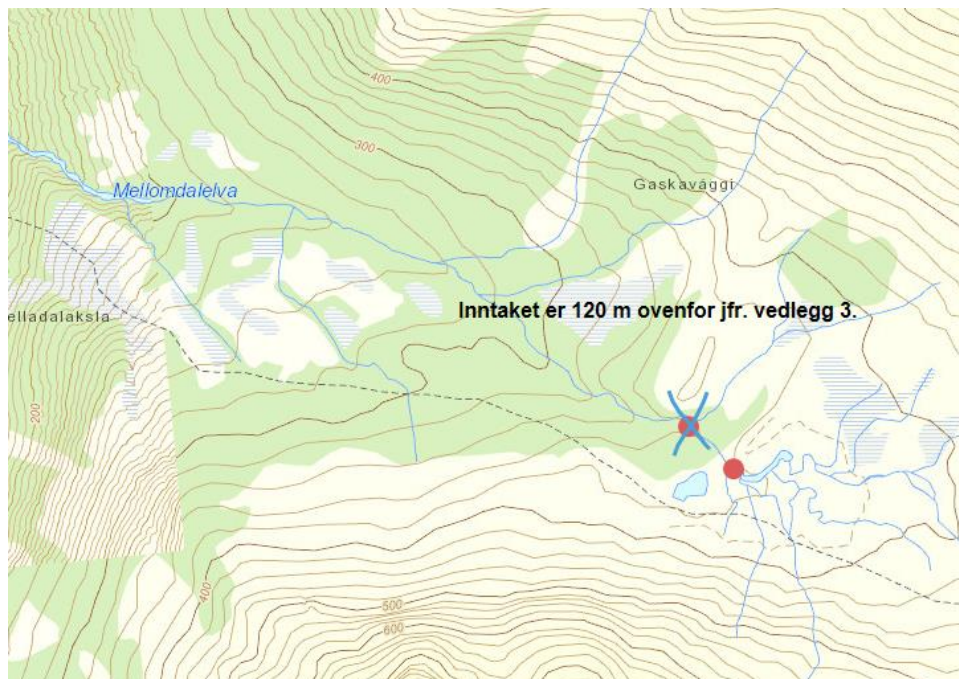 400
300
Gaskavággi
Mellomdalelva
Inntaket er 120 m ovenfor jfr. vedlegg 3.
elladalaksla
200
400
500
600